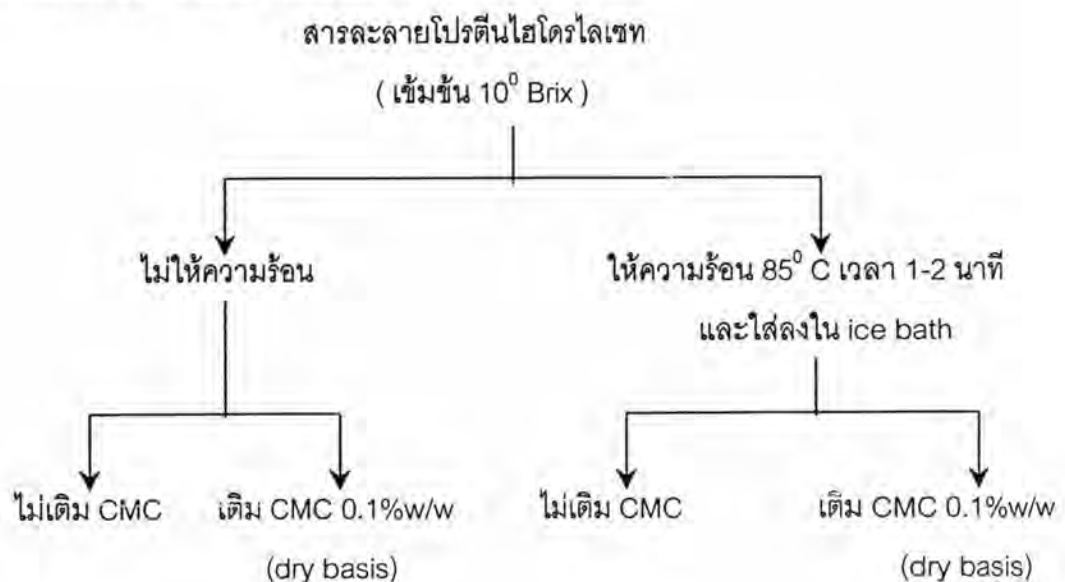 สารละลายโปรตีนไฮโดรไลเซท
( เข้มข้น 10⁰ Brix )
ไม่ให้ความร้อน
ให้ความร้อน 85⁰ C เวลา 1-2 นาที
และใส่ลงใน ice bath
ไม่เติม CMC
เติม CMC 0.1%w/w
(dry basis)
ไม่เติม CMC
เติม CMC 0.1%w/w
(dry basis)